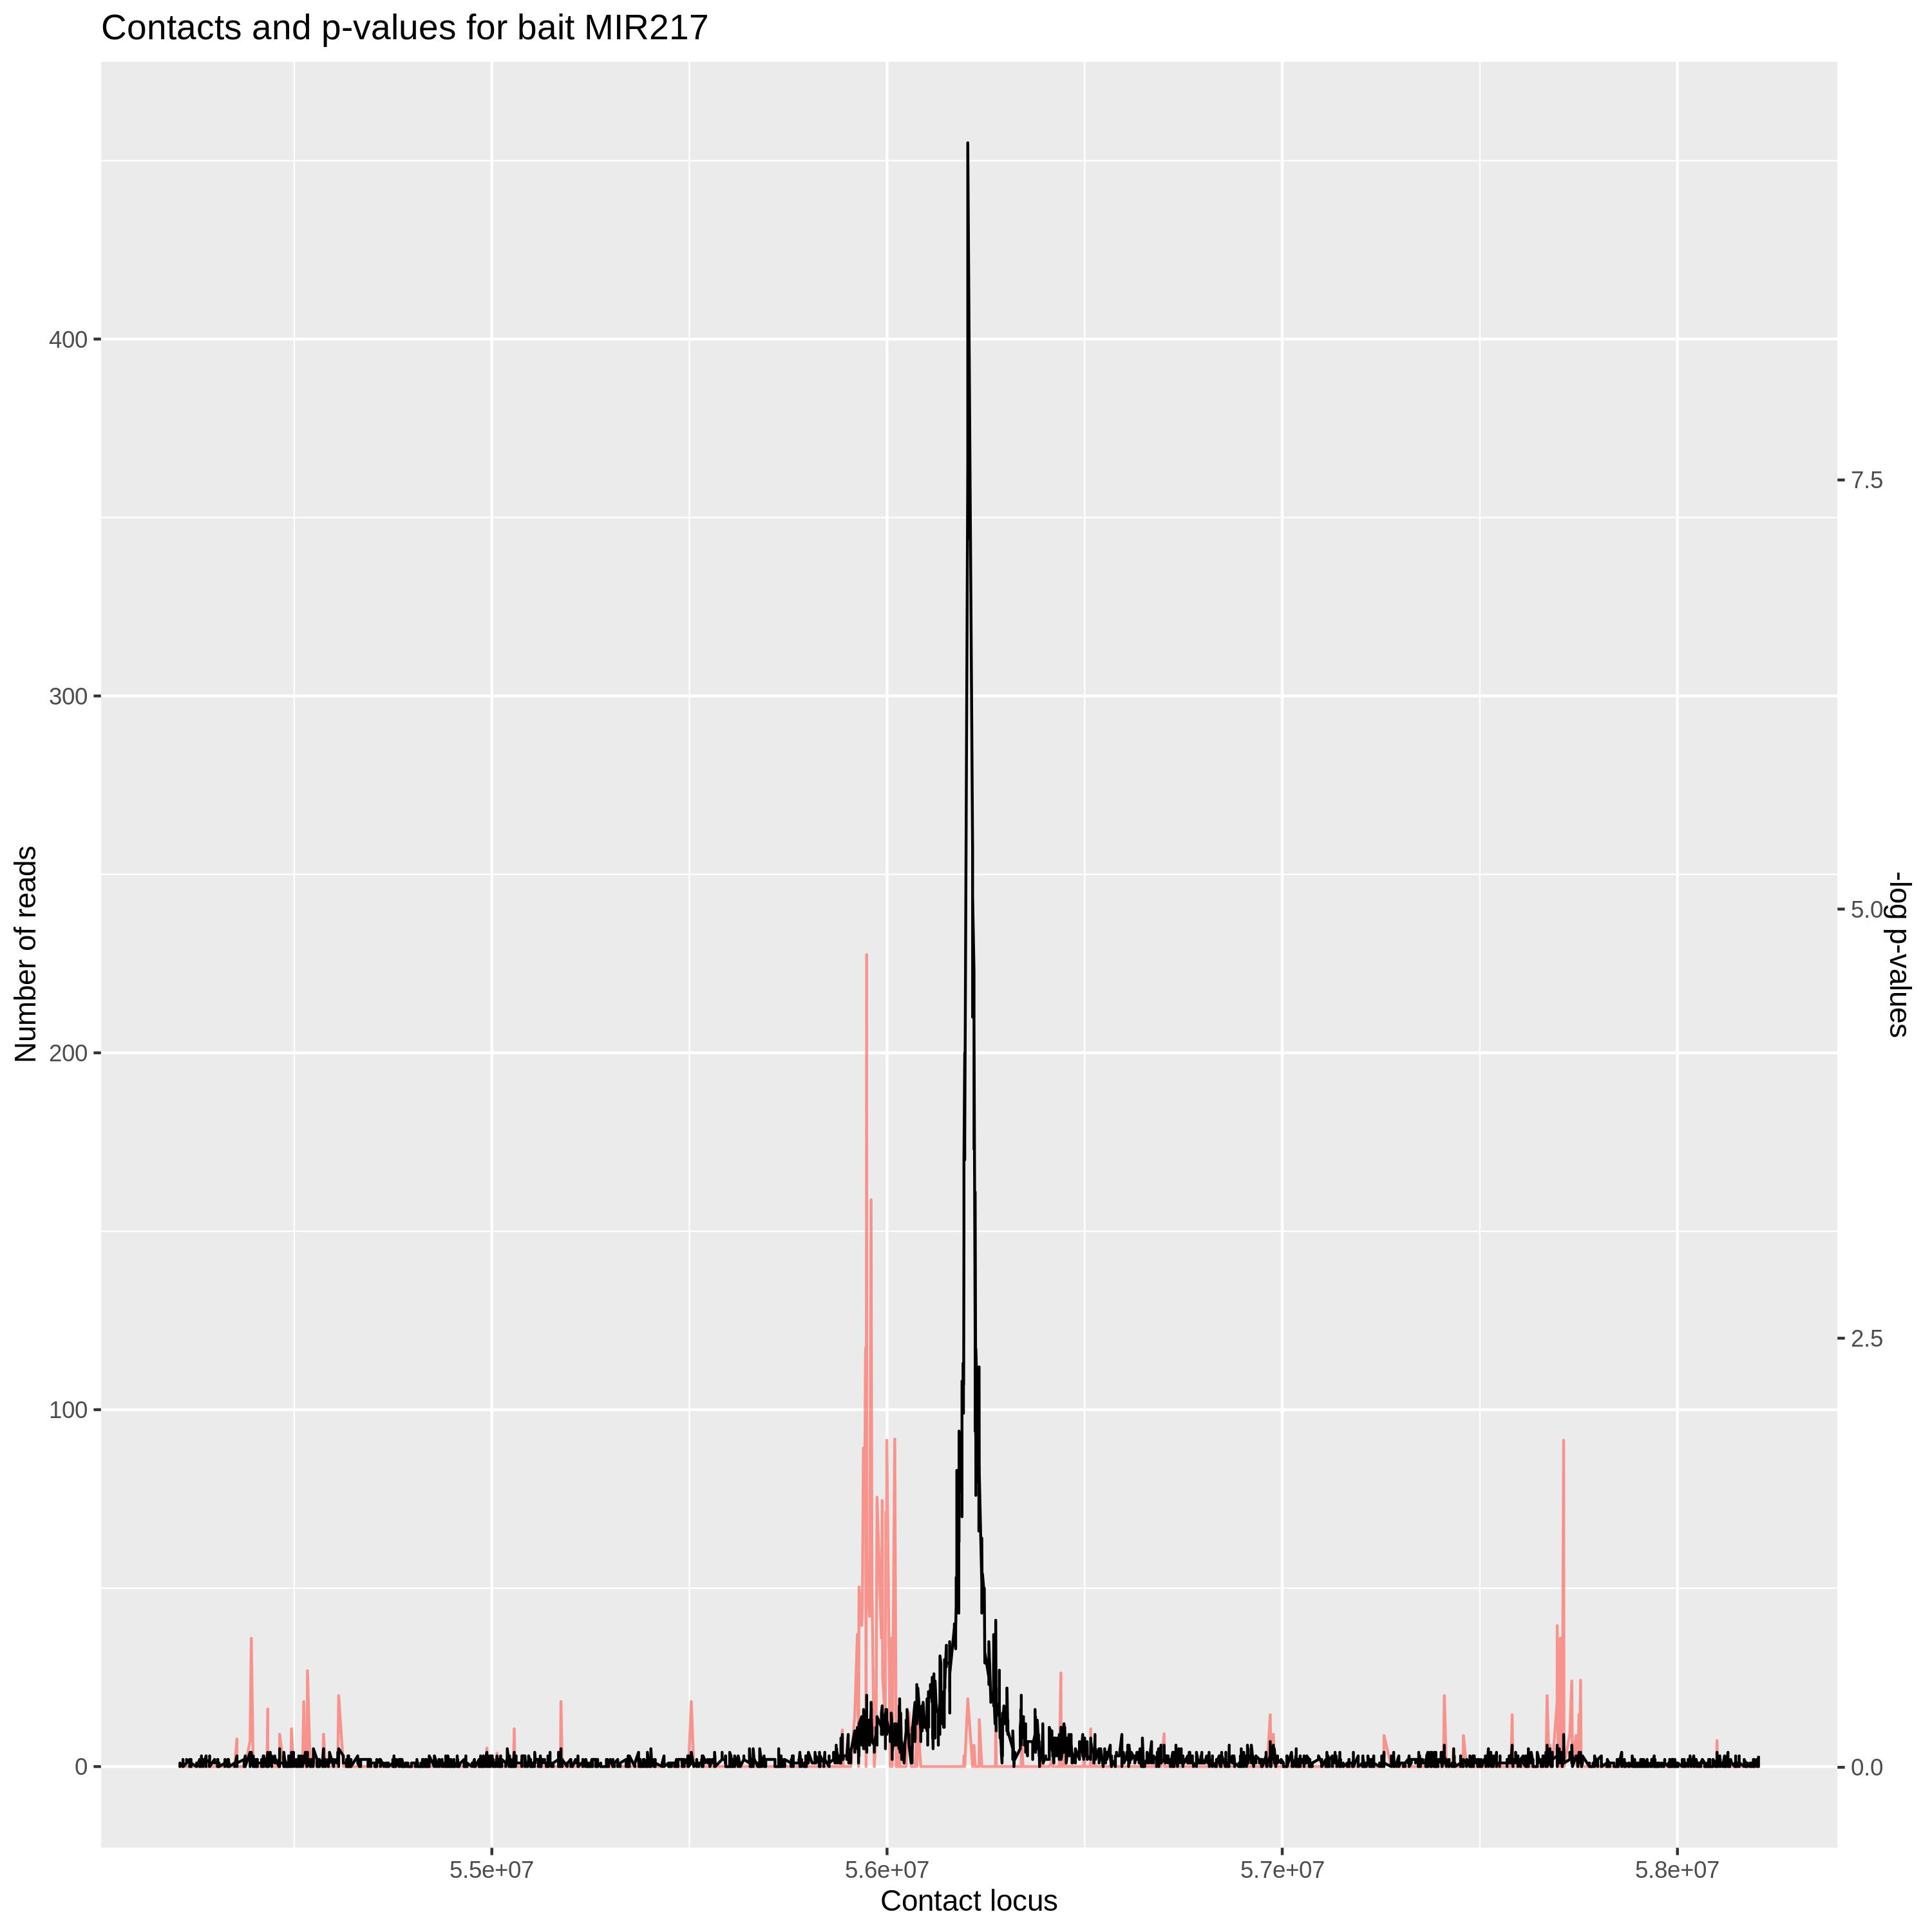 Contacts and p-values for bait MIR217
Number of reads
400
300
200
100
0
7.5
5.0
2.5
0.0
-log p-values
5.5e+07
5.6e+07
5.7e+07
5.8e+07
Contact locus